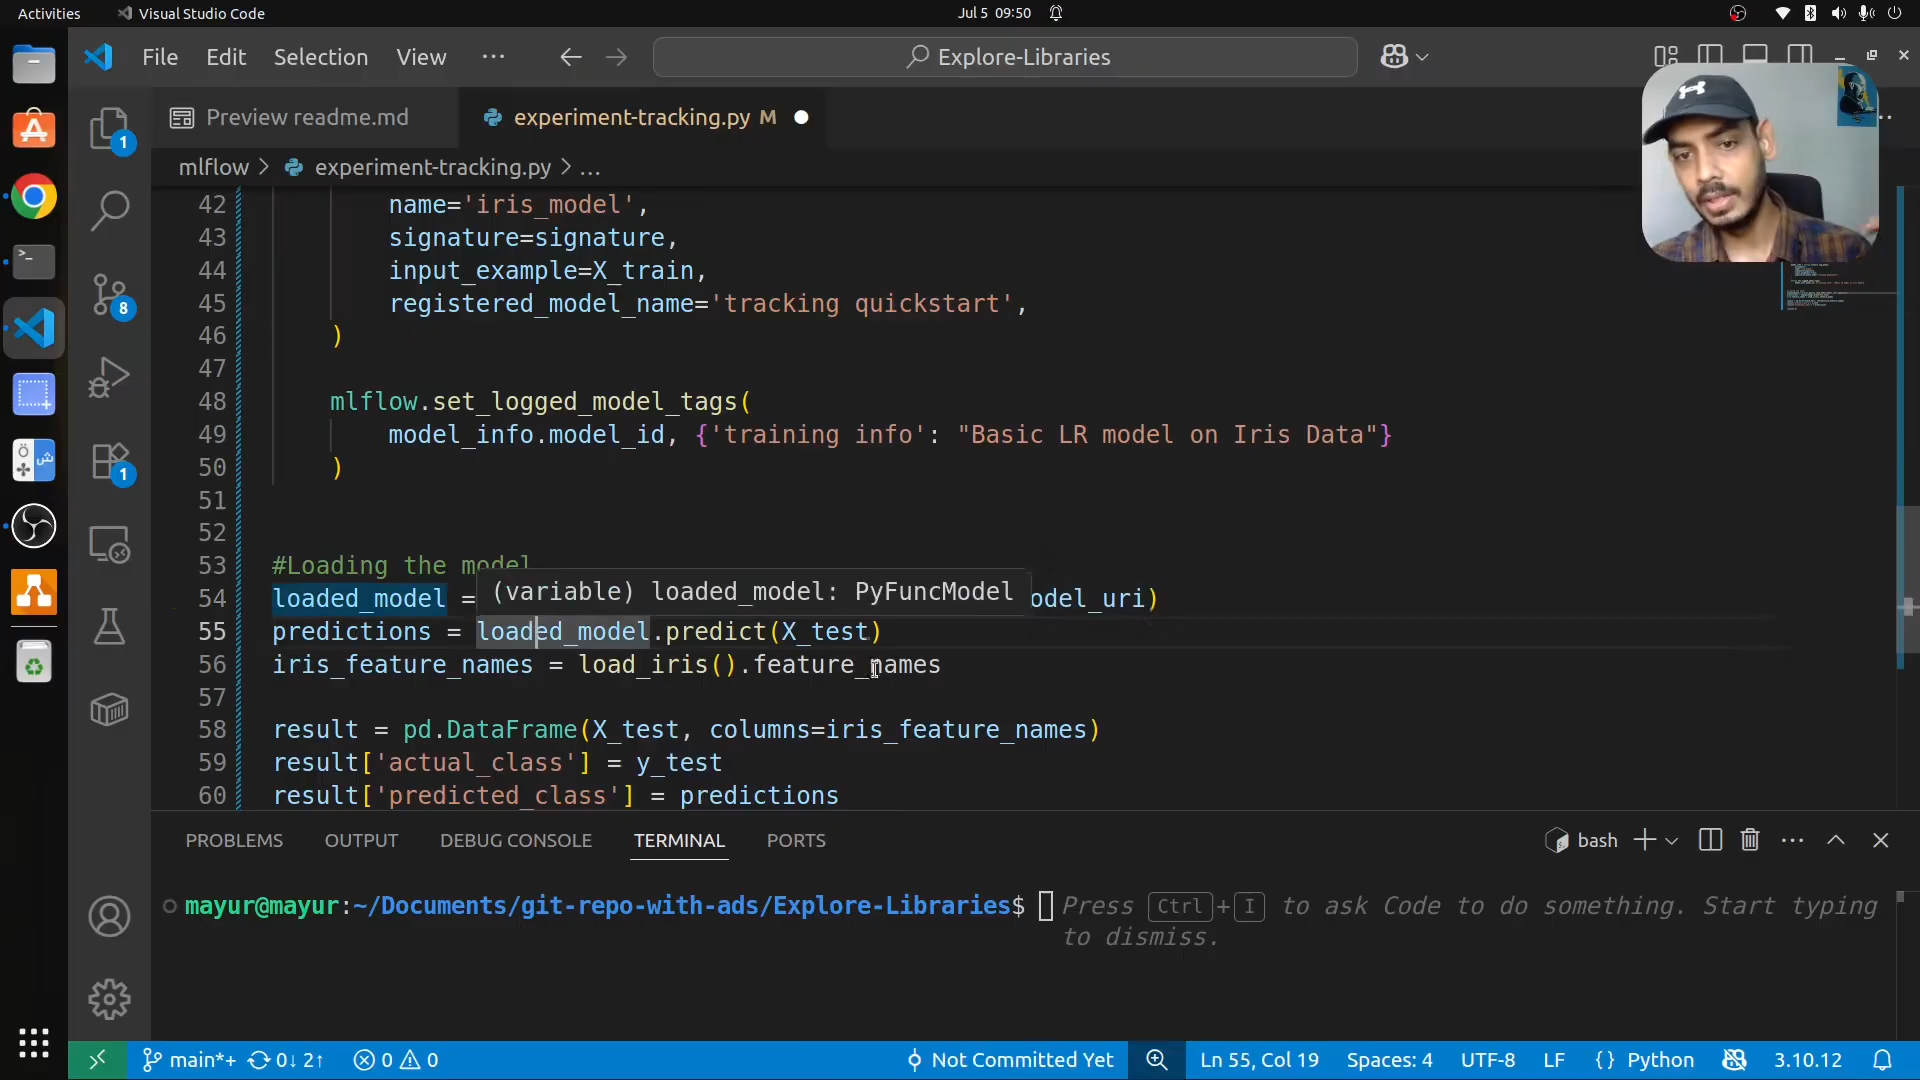 Activities Visual Studio Code Jul 5 09:50
File Edit Selection View ··· Explore-Libraries
Preview readme.md experiment-tracking.py M
mlflow > experiment-tracking.py > ...
42 name='iris_model',
43 signature=signature,
44 input_example=X_train,
45 registered_model_name='tracking quickstart',
46 )
47
48 mlflow.set_logged_model_tags(
49 model_info.model_id, {'training info': "Basic LR model on Iris Data"}
50 )
51
52
53 #Loading the model
(variable) loaded_model: PyFuncModel
54 loaded_model = odel_uri)
55 predictions = loaded_model.predict(X_test)
56 iris_feature_names = load_iris().feature_names
57
58 result = pd.DataFrame(X_test, columns=iris_feature_names)
59 result['actual_class'] = y_test
60 result['predicted_class'] = predictions
PROBLEMS OUTPUT DEBUG CONSOLE TERMINAL PORTS bash
mayur@mayur:~/Documents/git-repo-with-ads/Explore-Libraries$ Press Ctrl+I to ask Code to do something. Start typing
to dismiss.
main*+ 0↓ 2↑ 0 0 Not Committed Yet Ln 55, Col 19 Spaces: 4 UTF-8 LF {} Python 3.10.12
1
8
1